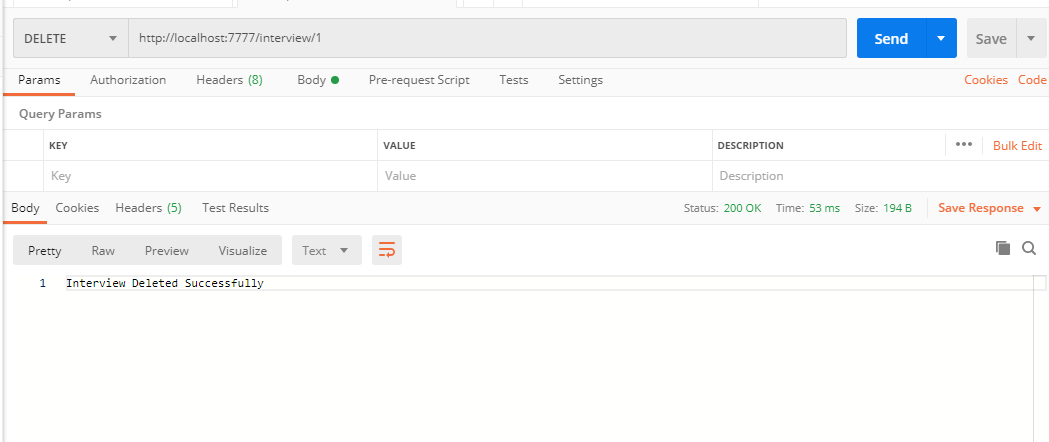 DELETE http://localhost:7777/interview/1 Send Save
Params Authorization Headers (8) Body Pre-request Script Tests Settings Cookies Code
Query Params
KEY VALUE DESCRIPTION ••• Bulk Edit
Key Value Description
Body Cookies Headers (5) Test Results Status: 200 OK Time: 53 ms Size: 194 B Save Response
Pretty Raw Preview Visualize Text
1 Interview Deleted Successfully